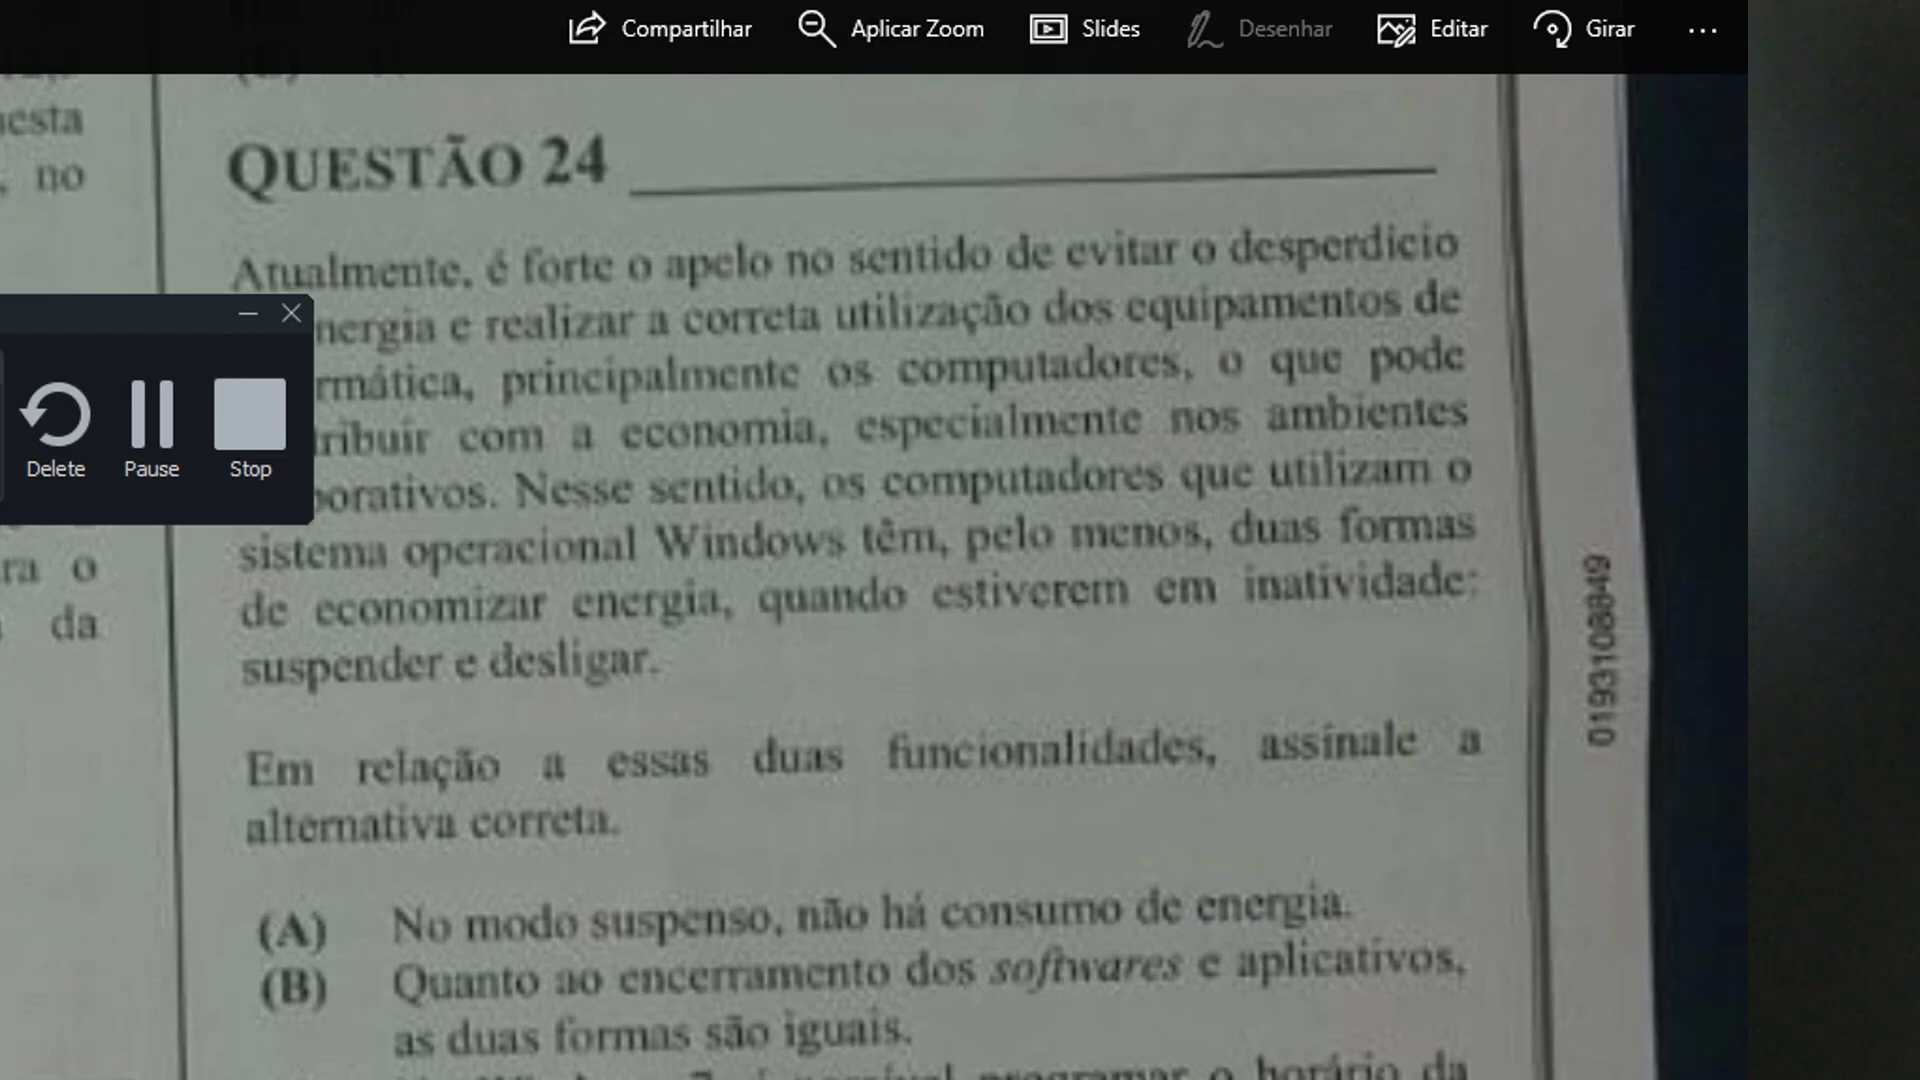 Compartilhar Aplicar Zoom Slides Desenhar Editar Girar ...
esta
, no
QUESTÃO 24
Atualmente, é forte o apelo no sentido de evitar o desperdício
nergia e realizar a correta utilização dos equipamentos de
rmática, principalmente os computadores, o que pode
ribuir com a economia, especialmente nos ambientes
porativos. Nesse sentido, os computadores que utilizam o
sistema operacional Windows têm, pelo menos, duas formas
de economizar energia, quando estiverem em inatividade:
suspender e desligar.
Em relação a essas duas funcionalidades, assinale a
alternativa correta.
(A) No modo suspenso, não há consumo de energia.
(B) Quanto ao encerramento dos softwares e aplicativos,
as duas formas são iguais.
programar o horário da
Delete Pause Stop
ra o
da
0193108849